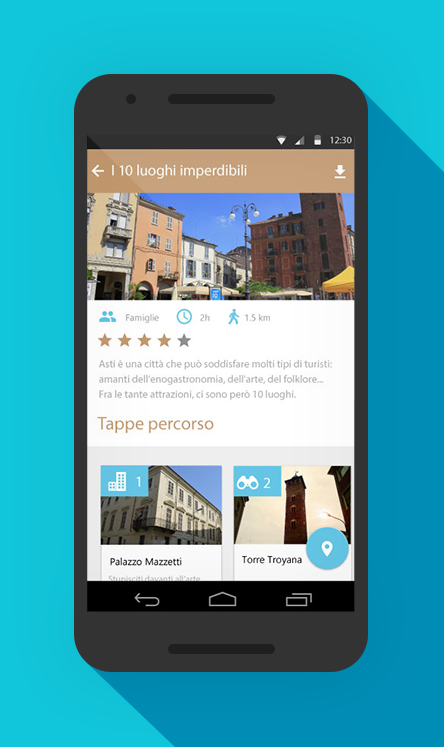 12:30
I 10 luoghi imperdibili
Famiglie 2h 1.5 km
Asti è una città che può soddisfare molti tipi di turisti:
amanti dell'enogastronomia, dell'arte, del folklore...
Fra le tante attrazioni, ci sono però 10 luoghi.
Tappe percorso
1 2
Palazzo Mazzetti Torre Troyana
Stupisciti davanti all'arte